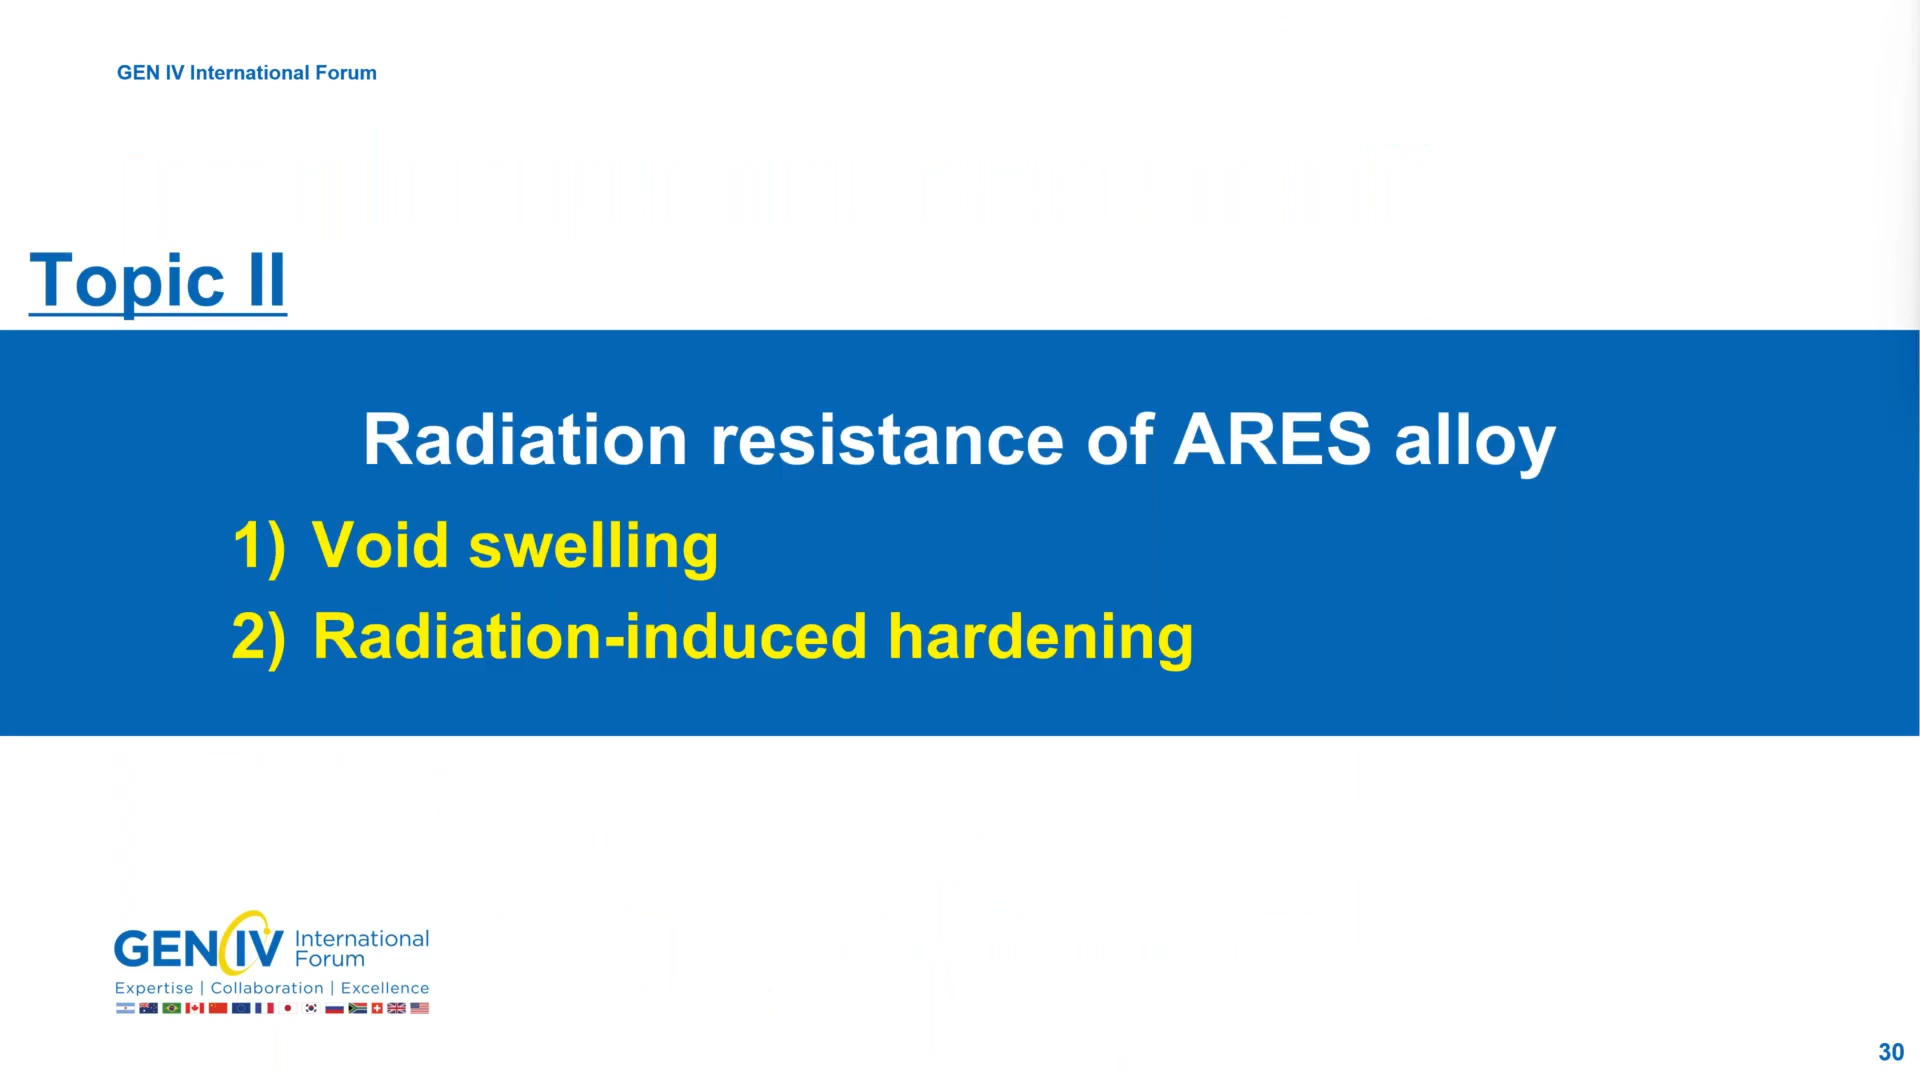 GEN IV International Forum
Topic II
Radiation resistance of ARES alloy
1) Void swelling
2) Radiation-induced hardening
GEN IV International
Forum
Expertise | Collaboration | Excellence
30